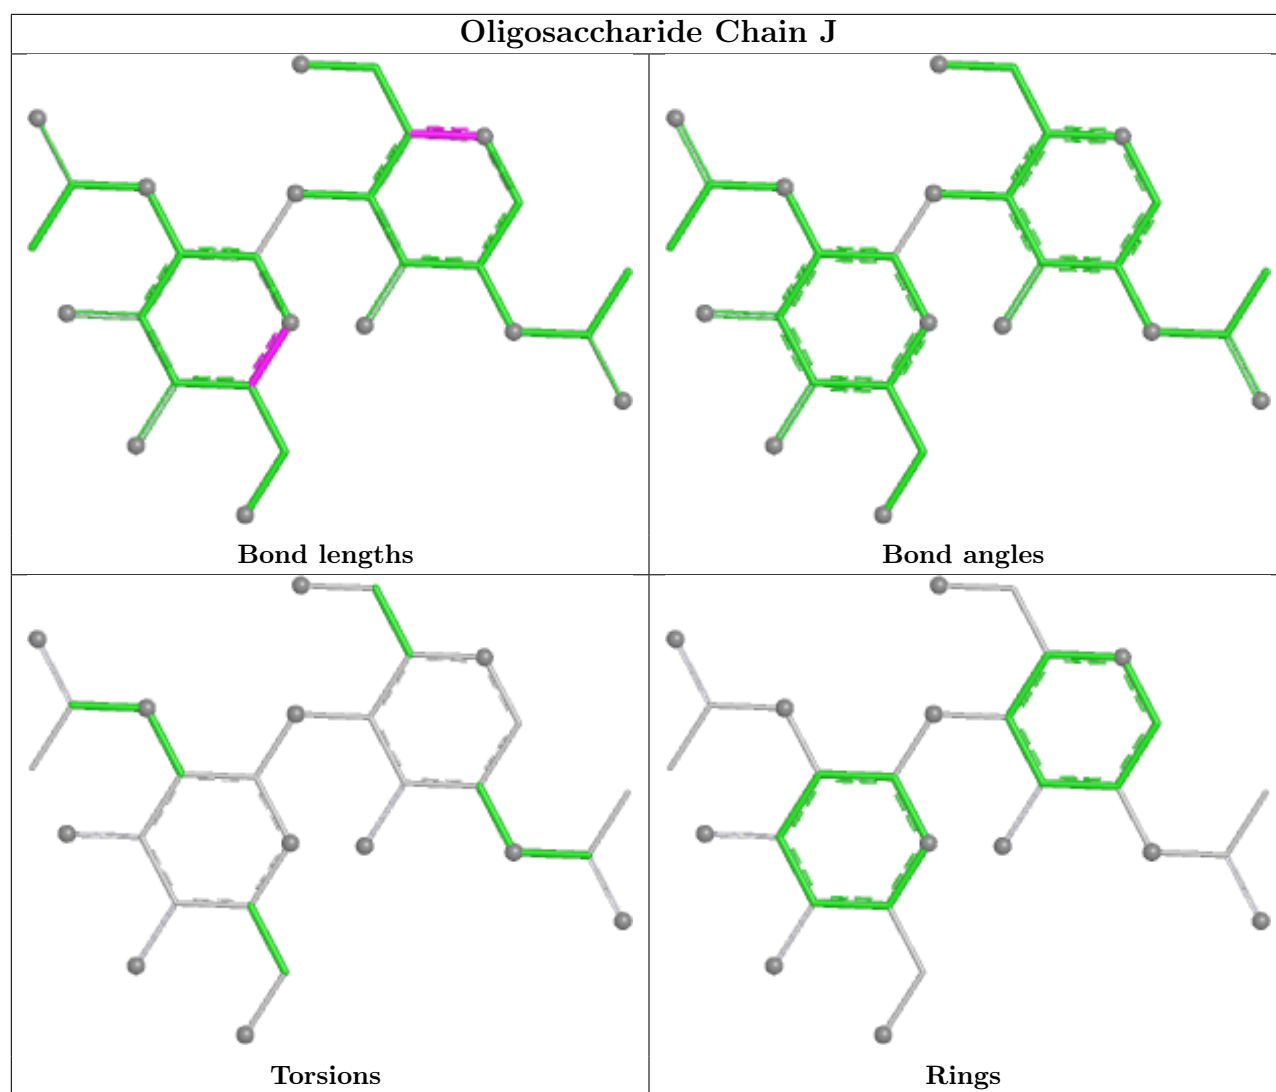 Oligosaccharide Chain J
Bond lengths
Bond angles
Torsions
Rings